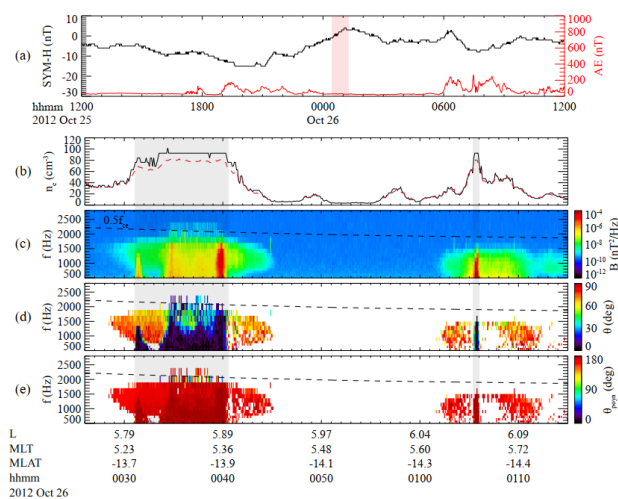 (a)
SYM-H (nT)
10
0
-10
-20
-30
1000
800
600
400
200
0
AE (nT)
hhmm 1200 1800 0000 0600 1200
2012 Oct 25 Oct 26
(b)
nₑ (cm⁻³)
100
80
60
40
20
0
(c)
f (Hz)
2500
2000
1500
1000
500
0.5f
10⁻⁴
10⁻⁶
10⁻⁸
10⁻¹⁰
10⁻¹²
B (nT²/Hz)
(d)
f (Hz)
2500
2000
1500
1000
500
90
60
30
0
θ (deg)
(e)
f (Hz)
2500
2000
1500
1000
500
180
90
0
θpoyn (deg)
L 5.79 5.89 5.97 6.04 6.09
MLT 5.23 5.36 5.48 5.60 5.72
MLAT -13.7 -13.9 -14.1 -14.3 -14.4
hhmm 0030 0040 0050 0100 0110
2012 Oct 26